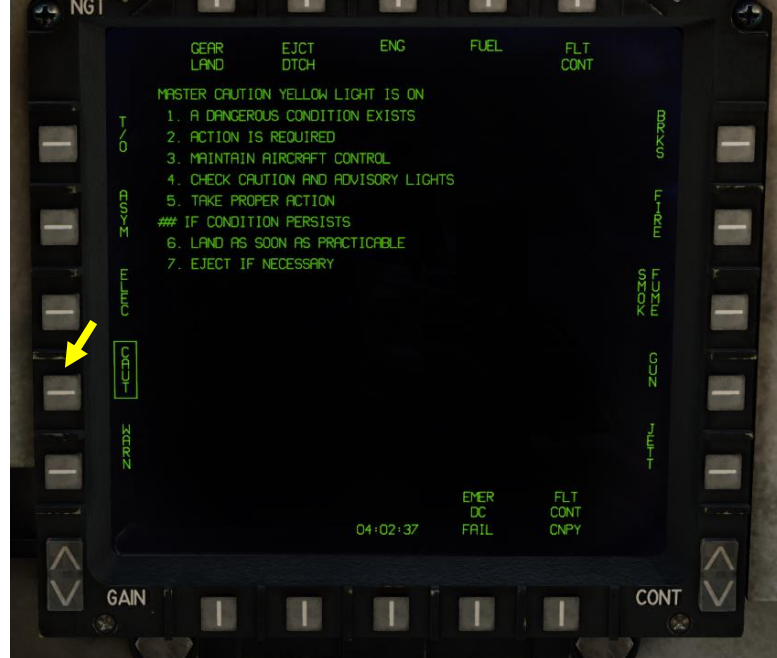 NGT
GEAR LAND
EJCT DTCH
ENG
FUEL
FLT CONT
MASTER CAUTION YELLOW LIGHT IS ON
1. A DANGEROUS CONDITION EXISTS
2. ACTION IS REQUIRED
3. MAINTAIN AIRCRAFT CONTROL
4. CHECK CAUTION AND ADVISORY LIGHTS
5. TAKE PROPER ACTION
## IF CONDITION PERSISTS
6. LAND AS SOON AS PRACTICABLE
7. EJECT IF NECESSARY
T/O
ASYM
ELEC
CAUT
WARN
BRKS
FIRE
SMOK FUME
GUN
JETT
04:02:37
EMER DC FAIL
FLT CONT CNPY
GAIN
CONT